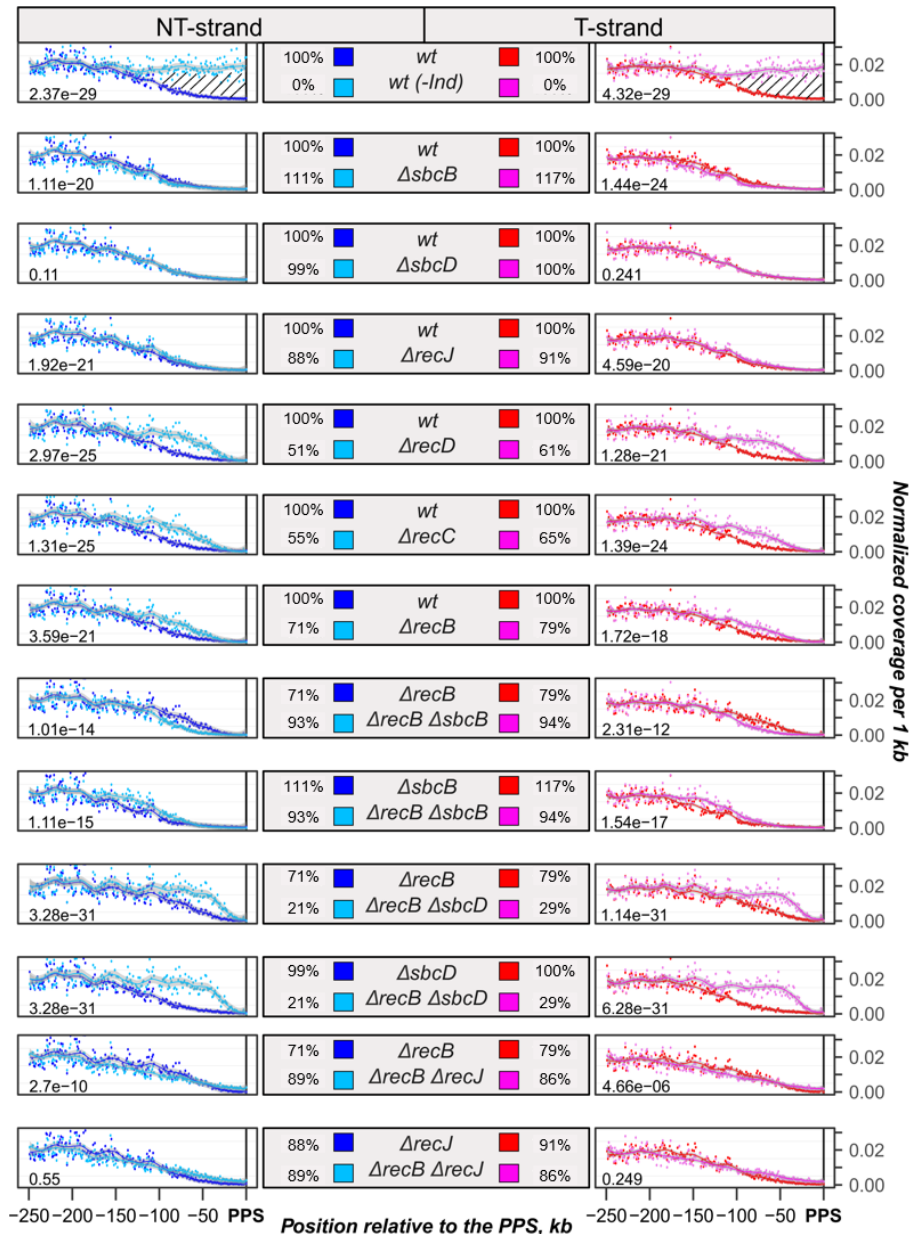 NT-strand T-strand
100% wt 100%
0% wt (-Ind) 0%
2.37e−29 4.32e−29
0.02
0.00
100% wt 100%
111% ΔsbcB 117%
1.11e−20 1.44e−24
0.02
0.00
100% wt 100%
99% ΔsbcD 100%
0.11 0.241
0.02
0.00
100% wt 100%
88% ΔrecJ 91%
1.92e−21 4.59e−20
0.02
0.00
100% wt 100%
51% ΔrecD 61%
2.97e−25 1.28e−21
0.02
0.00
100% wt 100%
55% ΔrecC 65%
1.31e−25 1.39e−24
0.02
0.00
100% wt 100%
71% ΔrecB 79%
3.59e−21 1.72e−18
0.02
0.00
71% ΔrecB 79%
93% ΔrecB ΔsbcB 94%
1.01e−14 2.31e−12
0.02
0.00
111% ΔsbcB 117%
93% ΔrecB ΔsbcB 94%
1.11e−15 1.54e−17
0.02
0.00
71% ΔrecB 79%
21% ΔrecB ΔsbcD 29%
3.28e−31 1.14e−31
0.02
0.00
99% ΔsbcD 100%
21% ΔrecB ΔsbcD 29%
3.28e−31 6.28e−31
0.02
0.00
71% ΔrecB 79%
89% ΔrecB ΔrecJ 86%
2.7e−10 4.66e−06
0.02
0.00
88% ΔrecJ 91%
89% ΔrecB ΔrecJ 86%
0.55 0.249
0.02
0.00
−250 −200 −150 −100 −50 PPS −250 −200 −150 −100 −50 PPS
Position relative to the PPS, kb
Normalized coverage per 1 kb